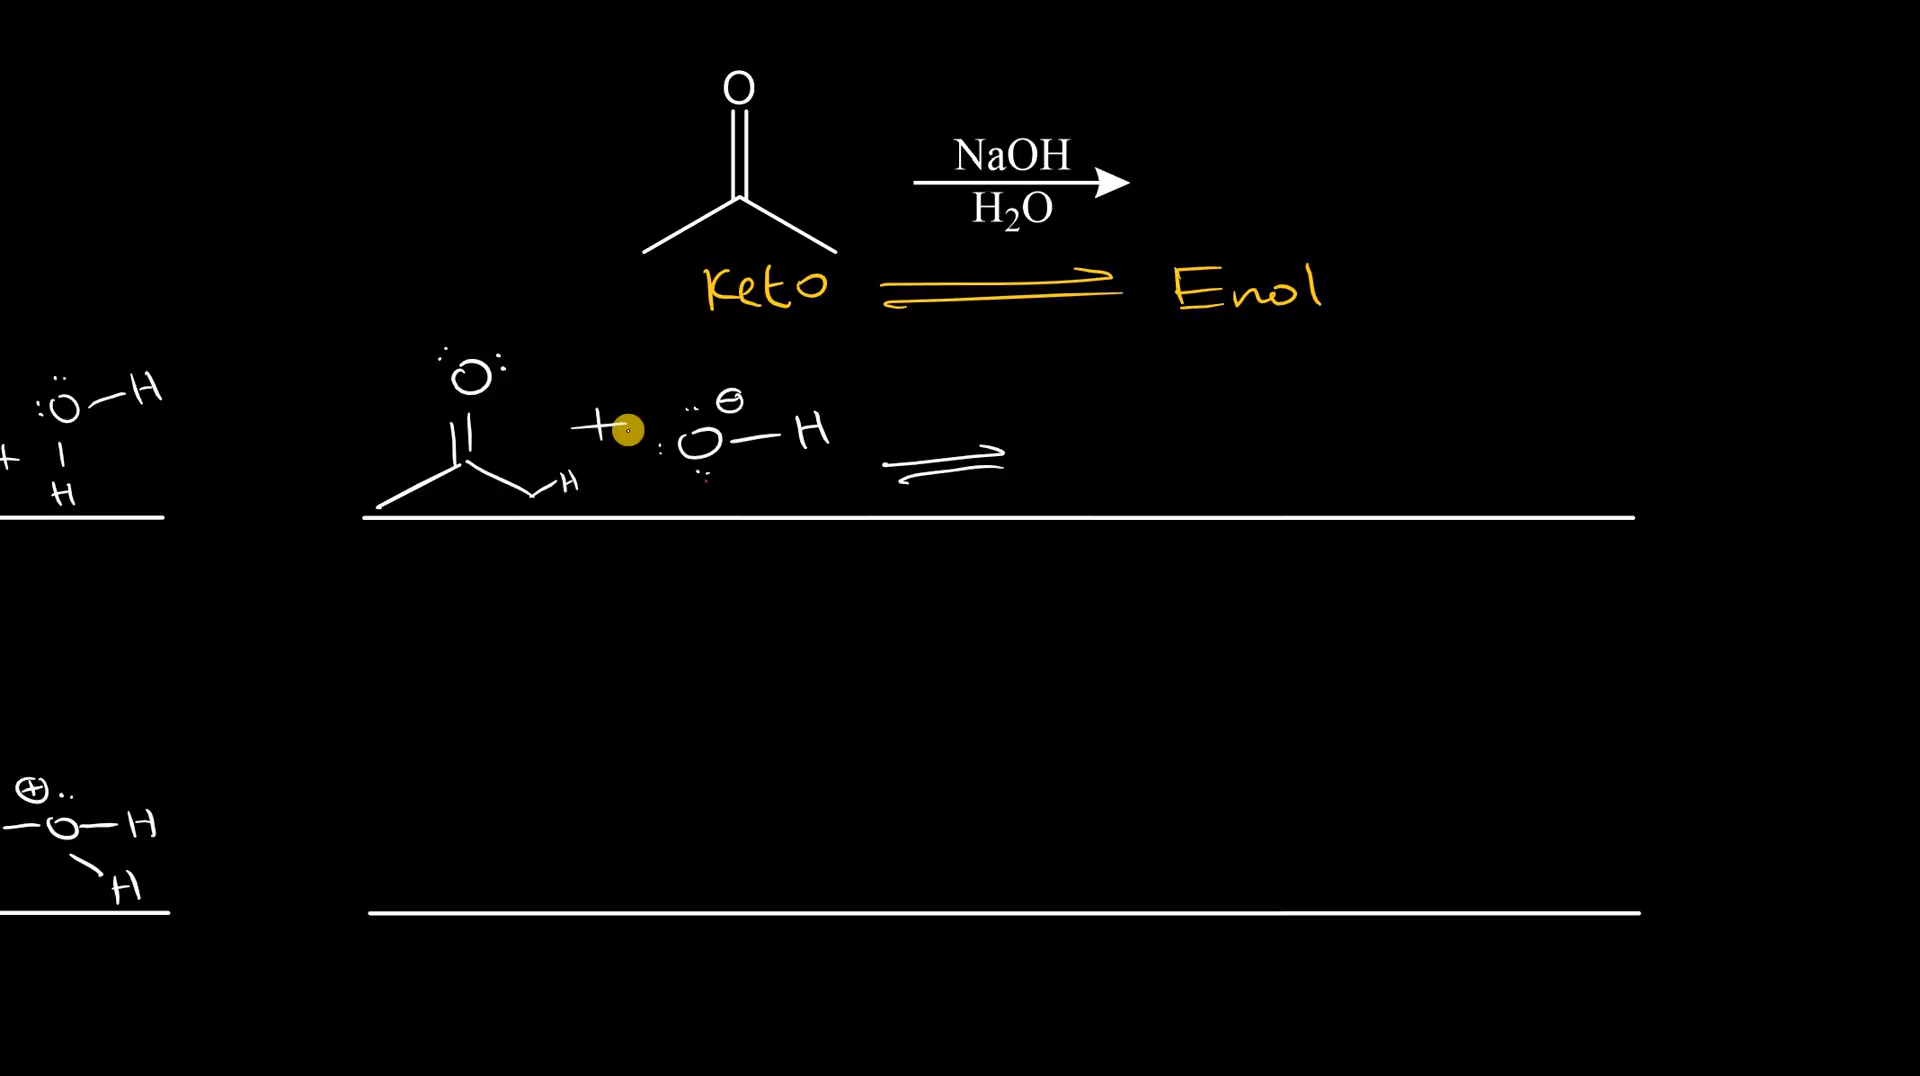 O
NaOH
H₂O
Keto ⇌ Enol
:O—H
+
H
:O:
H
+ :O:⊖—H ⇌
⊕
—O—H
H